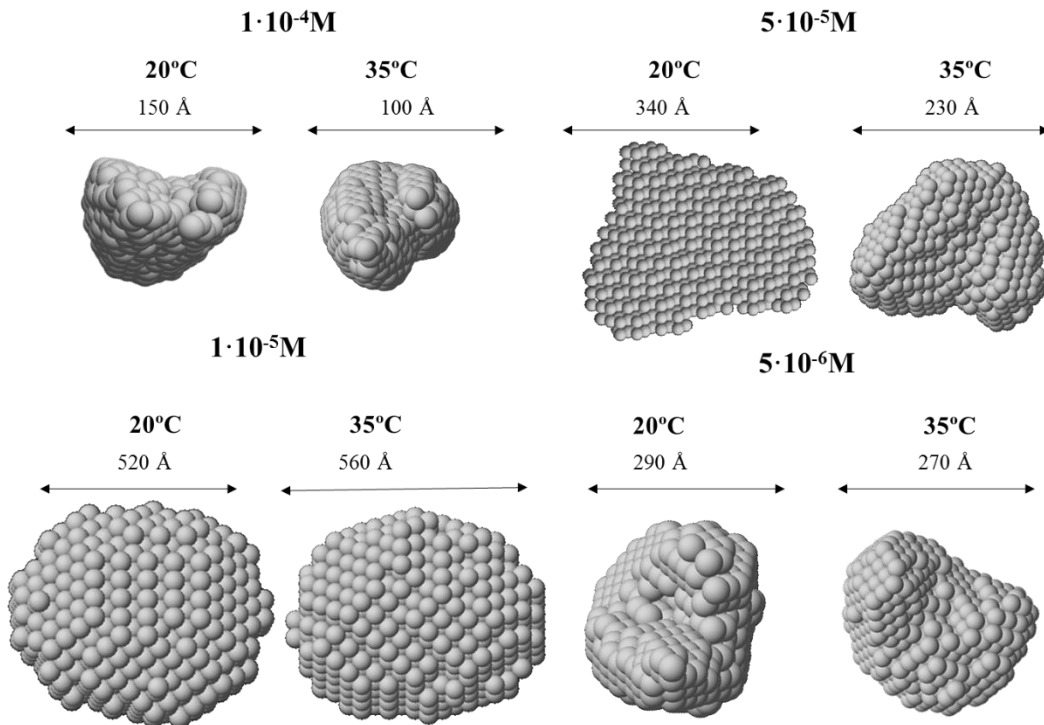 1·10⁻⁴M
5·10⁻⁵M
20ºC
35ºC
20ºC
35ºC
150 Å
100 Å
340 Å
230 Å
1·10⁻⁵M
5·10⁻⁶M
20ºC
35ºC
20ºC
35ºC
520 Å
560 Å
290 Å
270 Å